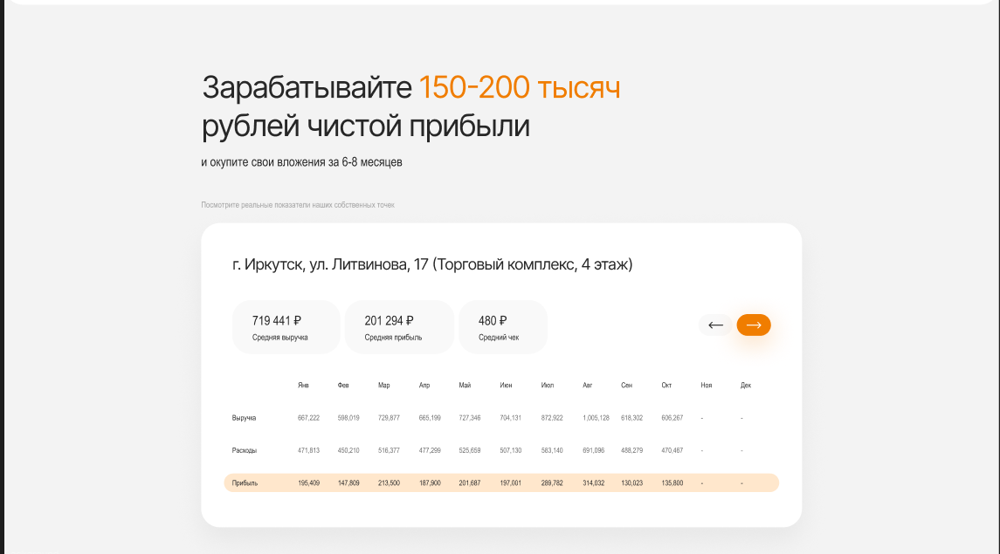 Зарабатывайте 150-200 тысяч
рублей чистой прибыли
и окупите свои вложения за 6-8 месяцев
Посмотрите реальные показатели наших собственных точек
г. Иркутск, ул. Литвинова, 17 (Торговый комплекс, 4 этаж)
719 441 ₽ 201 294 ₽ 480 ₽
Средняя выручка Средняя прибыль Средний чек
Янв Фев Мар Апр Май Июн Июл Авг Сен Окт Ноя Дек
Выручка 667,222 598,019 729,877 665,199 727,346 704,131 872,922 1,005,128 618,302 606,267 - -
Расходы 471,813 450,210 516,377 477,299 525,659 507,130 583,140 691,096 488,279 470,467 - -
Прибыль 195,409 147,809 213,500 187,900 201,687 197,001 289,782 314,032 130,023 135,800 - -